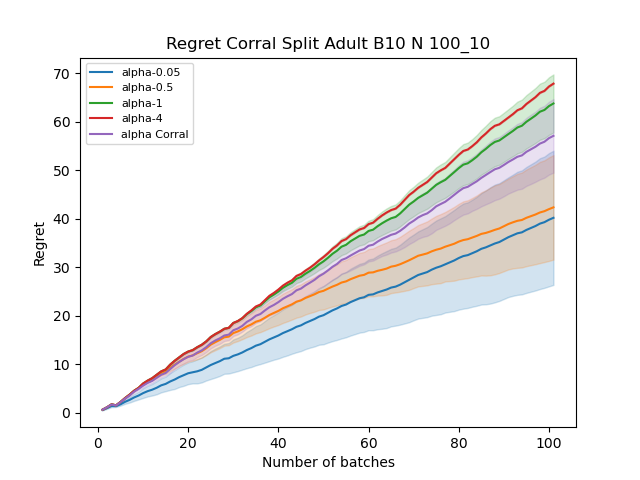 Regret Corral Split Adult B10 N 100_10
alpha-0.05
alpha-0.5
alpha-1
alpha-4
alpha Corral
Regret
70
60
50
40
30
20
10
0
0 20 40 60 80 100
Number of batches